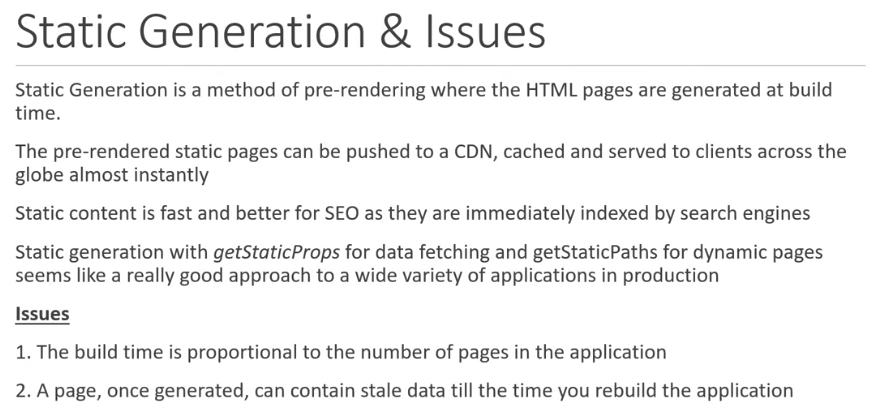 Static Generation & Issues
Static Generation is a method of pre-rendering where the HTML pages are generated at build
time.
The pre-rendered static pages can be pushed to a CDN, cached and served to clients across the
globe almost instantly
Static content is fast and better for SEO as they are immediately indexed by search engines
Static generation with getStaticProps for data fetching and getStaticPaths for dynamic pages
seems like a really good approach to a wide variety of applications in production
Issues
1. The build time is proportional to the number of pages in the application
2. A page, once generated, can contain stale data till the time you rebuild the application